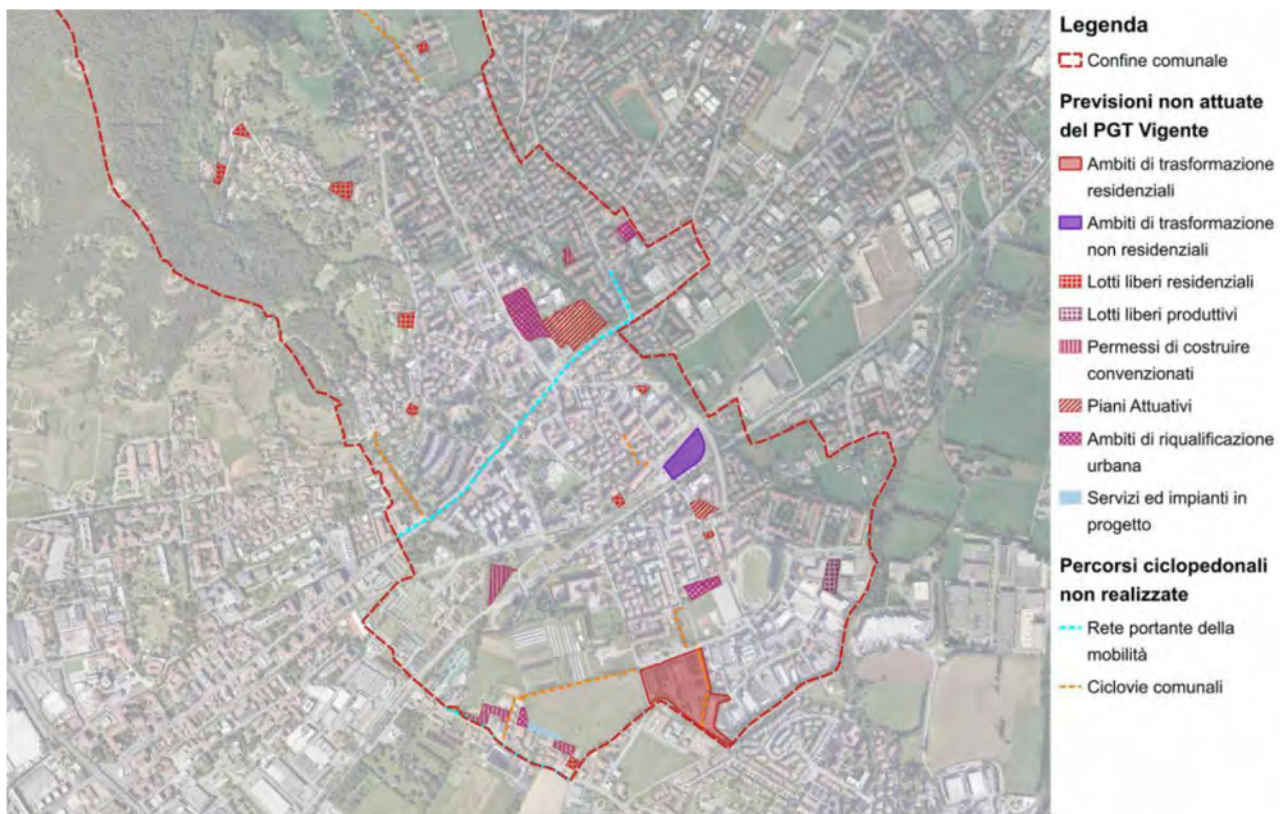 Legenda
Confine comunale
Previsioni non attuate
del PGT Vigente
Ambiti di trasformazione
residenziali
Ambiti di trasformazione
non residenziali
Lotti liberi residenziali
Lotti liberi produttivi
Permessi di costruire
convenzionati
Piani Attuativi
Ambiti di riqualificazione
urbana
Servizi ed impianti in
progetto
Percorsi ciclopedonali
non realizzate
Rete portante della
mobilità
Ciclovie comunali